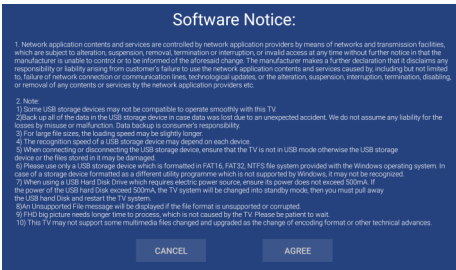 Software Notice:
1. Network application contents and services are controlled by network application providers by means of networks and transmission facilities,
which are subject to alteration, suspension, removal, termination or interruption, or invalid access at any time without further notice in that the
manufacturer is unable to control or to be informed of the aforesaid change. The manufacturer makes a further declaration that it disclaims any
responsibility or liability arising from customer's failure to use the network application contents and services caused by, including but not limited
to, failure of network connection or communication lines, technological updates, or the alteration, suspension, interruption, termination, disabling,
or removal of any contents or services by the network application providers etc.
2. Note:
1) Some USB storage devices may not be compatible to operate smoothly with this TV.
2)Back up all of the data in the USB storage device in case data was lost due to an unexpected accident. We do not assume any liability for the
losses by misuse or malfunction. Data backup is consumer's responsibility.
3) For large file sizes, the loading speed may be slightly longer.
4) The recognition speed of a USB storage device may depend on each device.
5) When connecting or disconnecting the USB storage device, ensure that the TV is not in USB mode otherwise the USB storage
device or the files stored in it may be damaged.
6) Please use only a USB storage device which is formatted in FAT16, FAT32, NTFS file system provided with the Windows operating system. In
case of a storage device formatted as a different utility programme which is not supported by Windows, it may not be recognized.
7) When using a USB Hard Disk Drive which requires electric power source, ensure its power does not exceed 500mA. If
the power of the USB Hard Disk exceed 500mA, the TV system will be changed into standby mode, then you must pull away
the USB hand Disk and restart the TV system.
8)An Unsupported File message will be displayed if the file format is unsupported or corrupted.
9) FHD big picture needs longer time to process, which is not caused by the TV. Please be patient to wait.
10) This TV may not support some multimedia files changed and upgraded as the change of encoding format or other technical advances.
CANCEL
AGREE